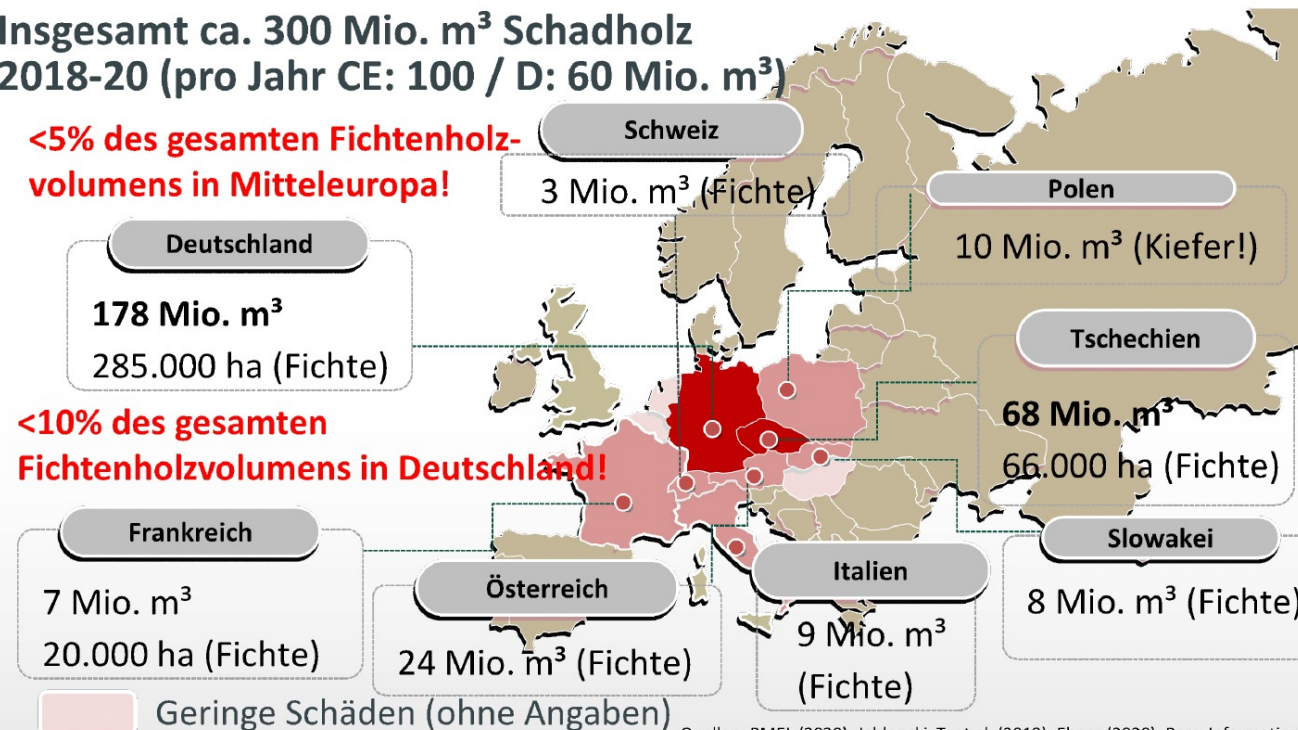 Insgesamt ca. 300 Mio. m³ Schadholz
2018-20 (pro Jahr CE: 100 / D: 60 Mio. m³)
<5% des gesamten Fichtenholz-
volumens in Mitteleuropa!
Schweiz
3 Mio. m³ (Fichte)
Polen
10 Mio. m³ (Kiefer!)
Deutschland
178 Mio. m³
285.000 ha (Fichte)
Tschechien
68 Mio. m³
66.000 ha (Fichte)
<10% des gesamten
Fichtenholzvolumens in Deutschland!
Frankreich
7 Mio. m³
20.000 ha (Fichte)
Österreich
24 Mio. m³ (Fichte)
Italien
9 Mio. m³
(Fichte)
Slowakei
8 Mio. m³ (Fichte)
Geringe Schäden (ohne Angaben)